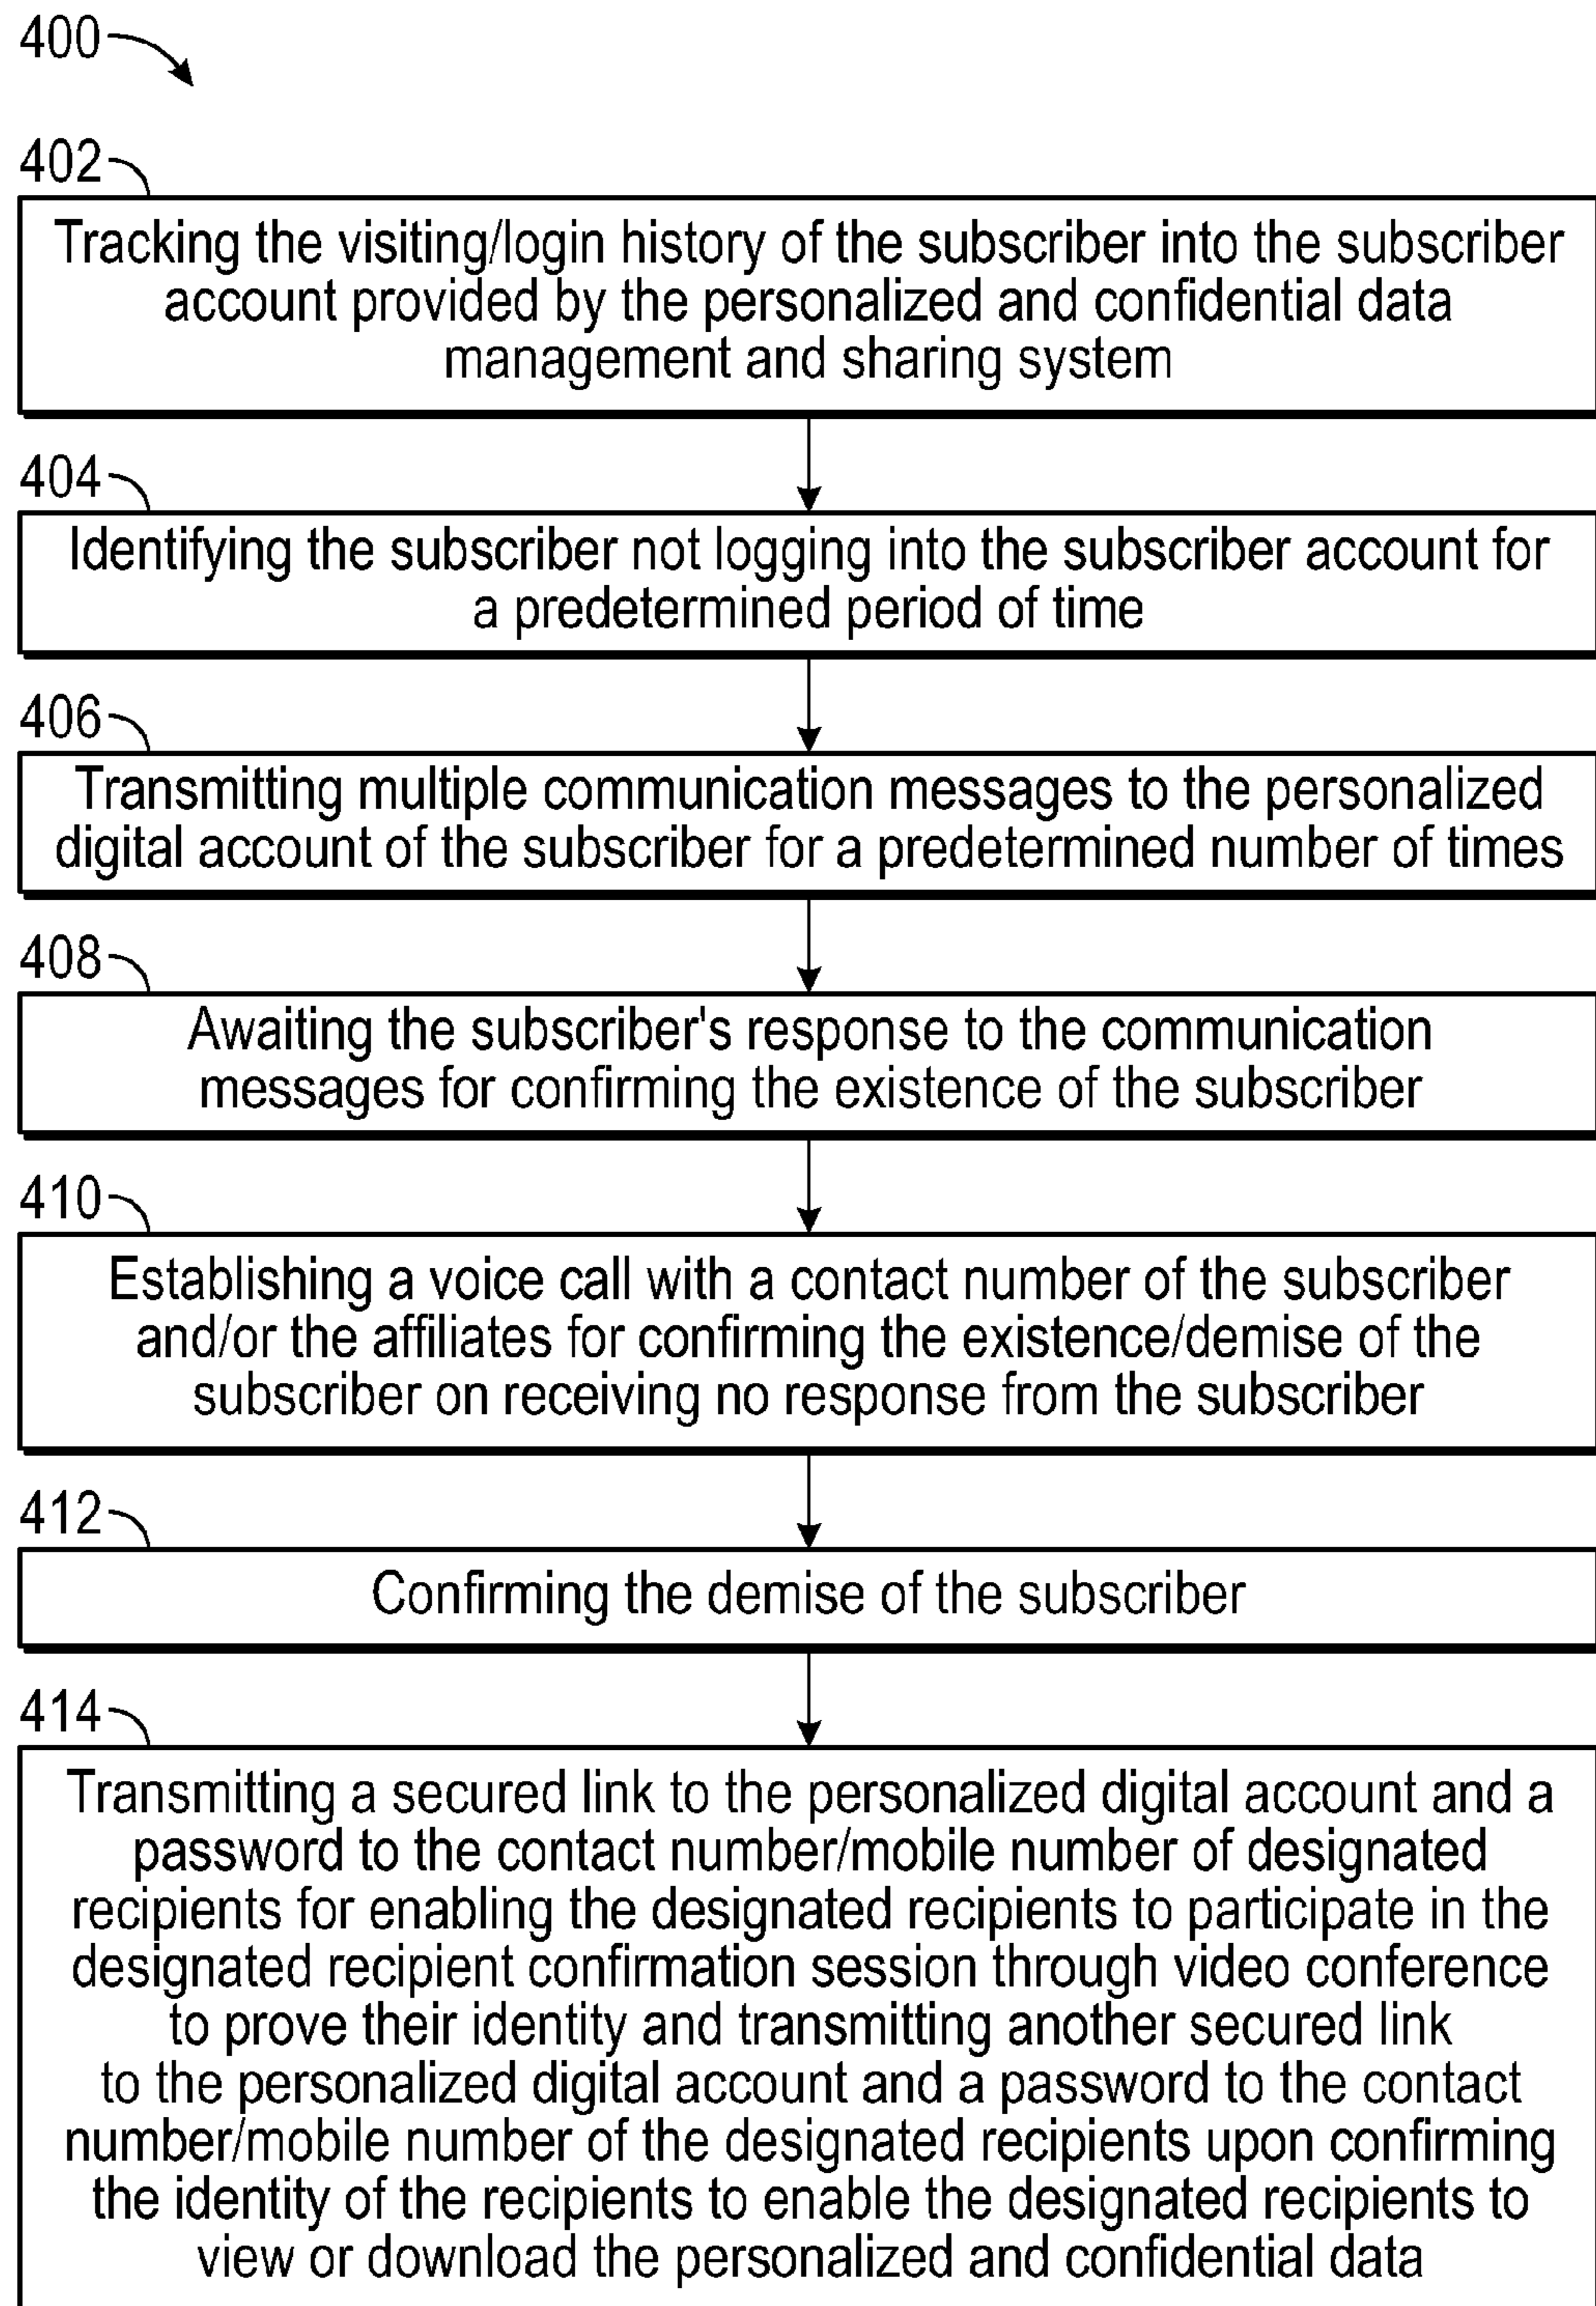 400
402
Tracking the visiting/login history of the subscriber into the subscriber
account provided by the personalized and confidential data
management and sharing system
404
Identifying the subscriber not logging into the subscriber account for
a predetermined period of time
406
Transmitting multiple communication messages to the personalized
digital account of the subscriber for a predetermined number of times
408
Awaiting the subscriber's response to the communication
messages for confirming the existence of the subscriber
410
Establishing a voice call with a contact number of the subscriber
and/or the affiliates for confirming the existence/demise of the
subscriber on receiving no response from the subscriber
412
Confirming the demise of the subscriber
414
Transmitting a secured link to the personalized digital account and a
password to the contact number/mobile number of designated
recipients for enabling the designated recipients to participate in the
designated recipient confirmation session through video conference
to prove their identity and transmitting another secured link
to the personalized digital account and a password to the contact
number/mobile number of the designated recipients upon confirming
the identity of the recipients to enable the designated recipients to
view or download the personalized and confidential data